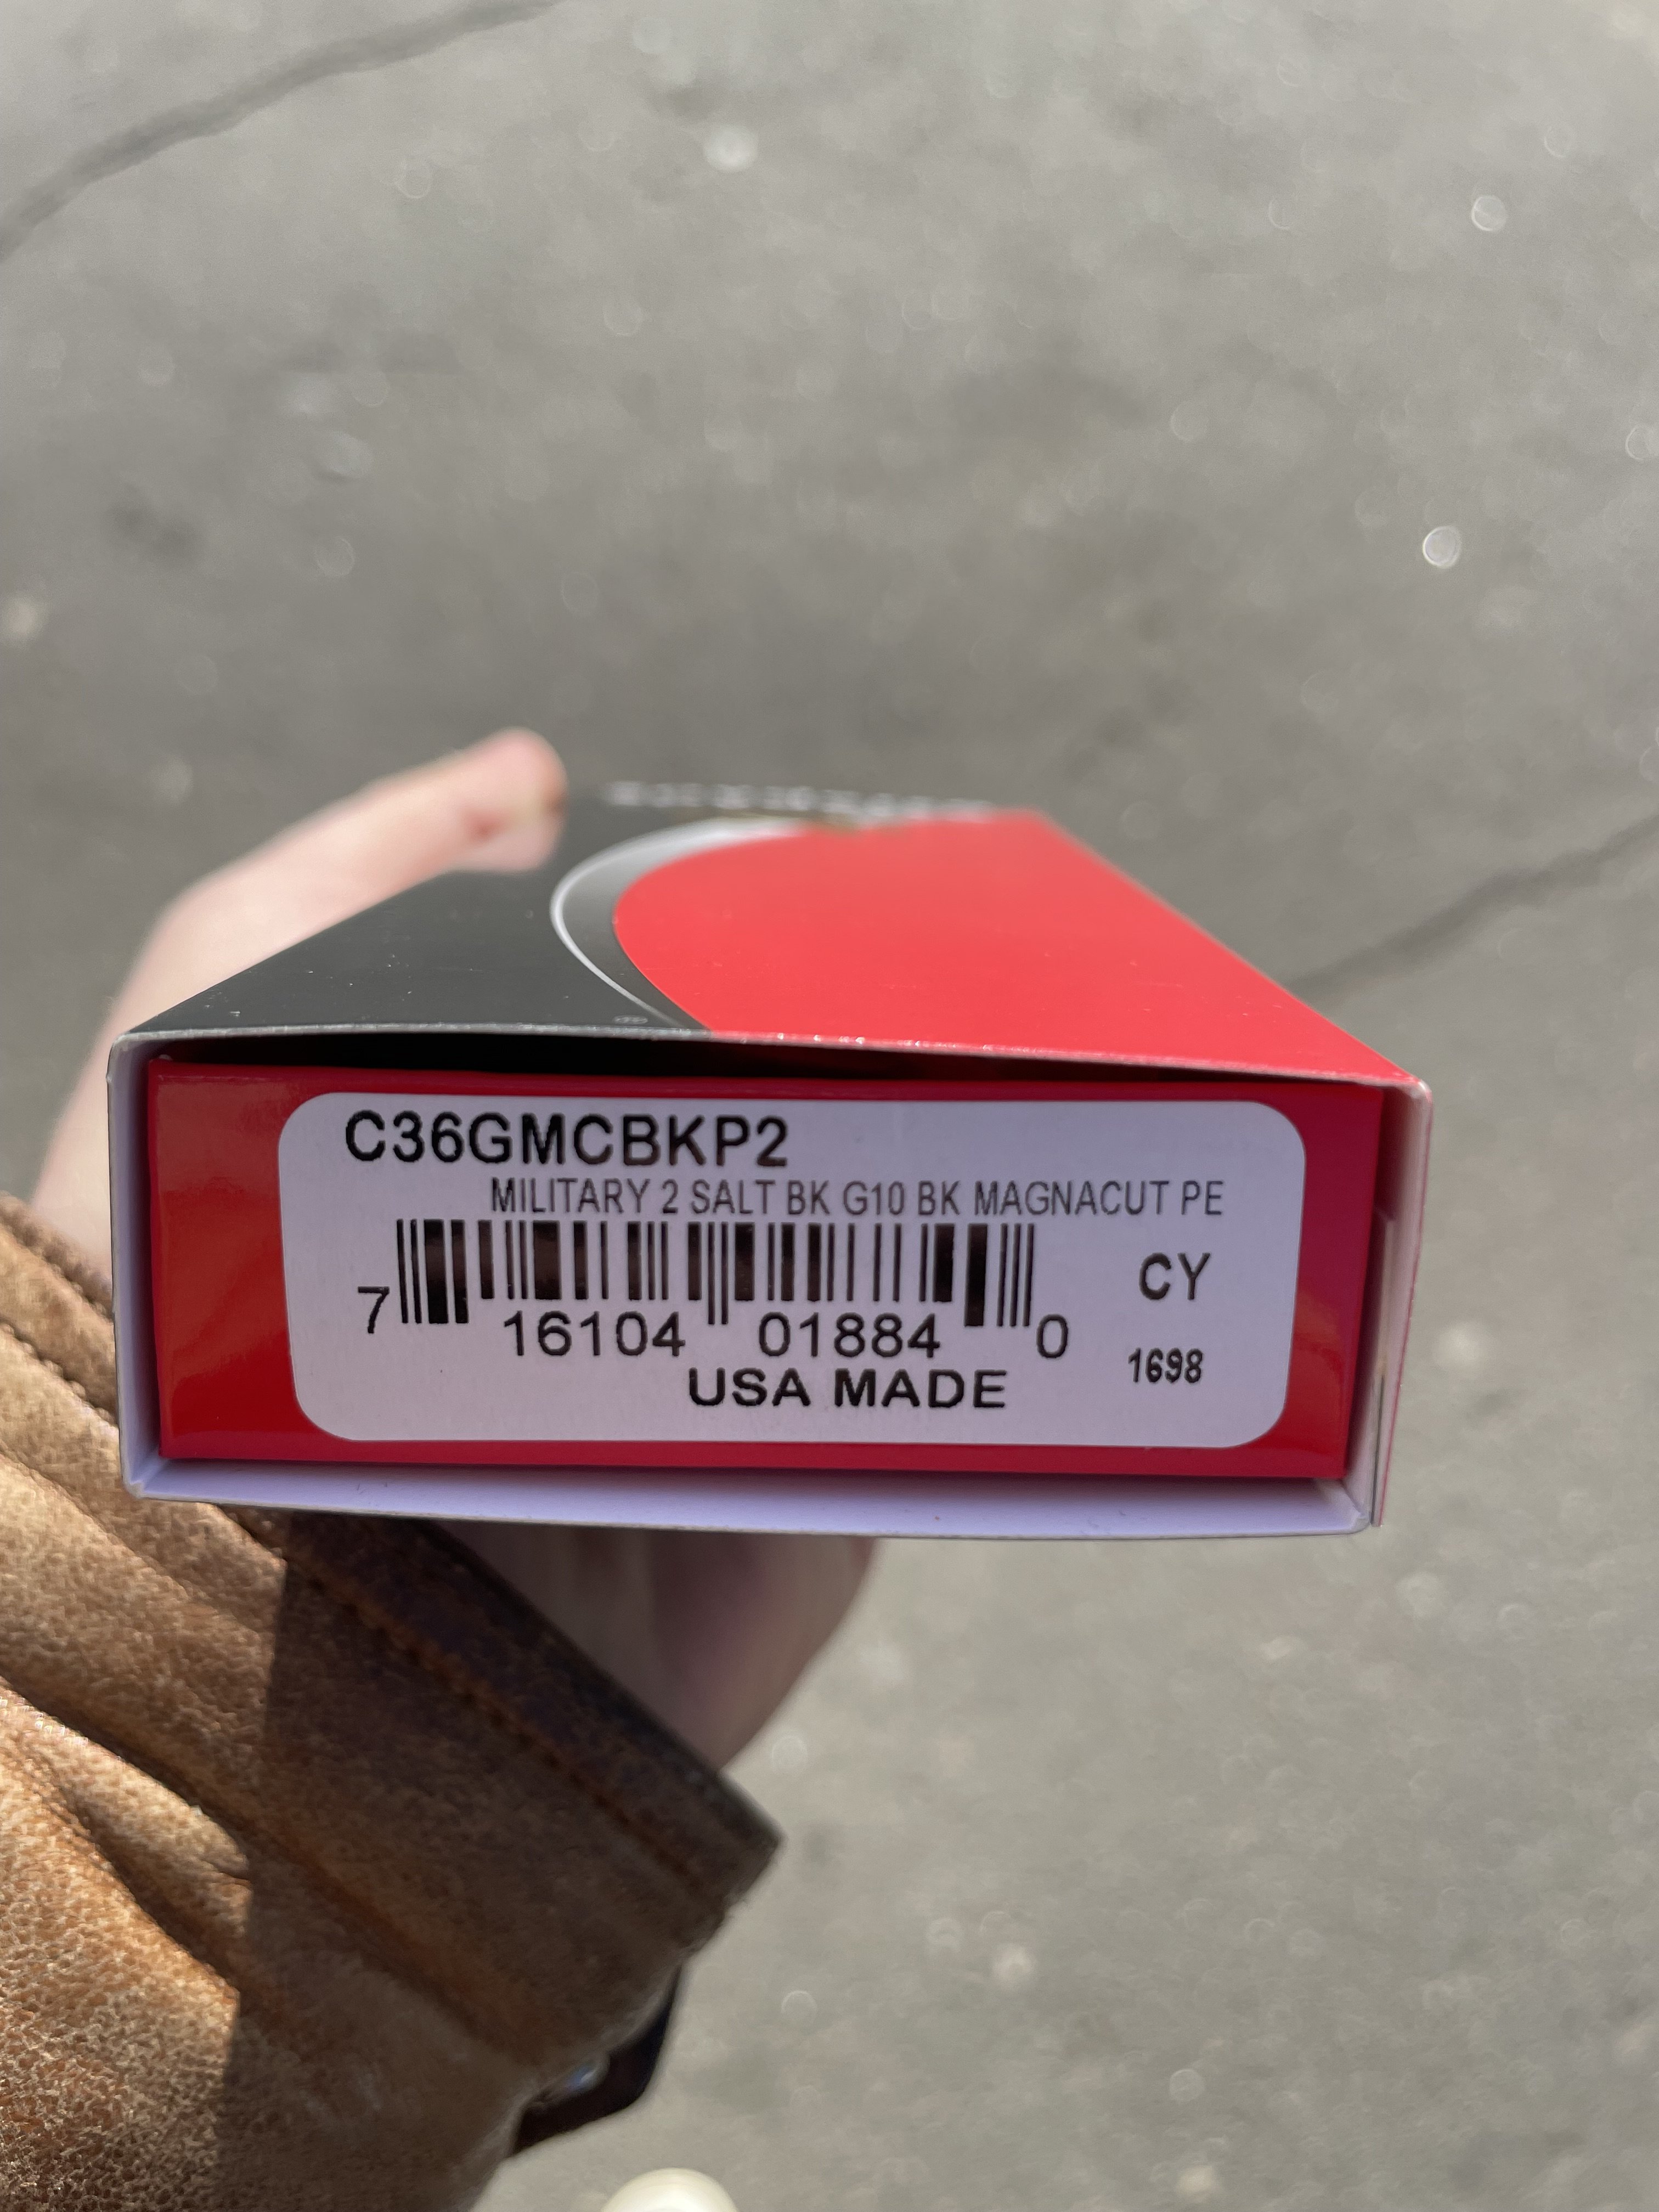 C36GMCBKP2
MILITARY 2 SALT BK G10 BK MAGNACUT PE
7 16104 01884 0
CY
1698
USA MADE